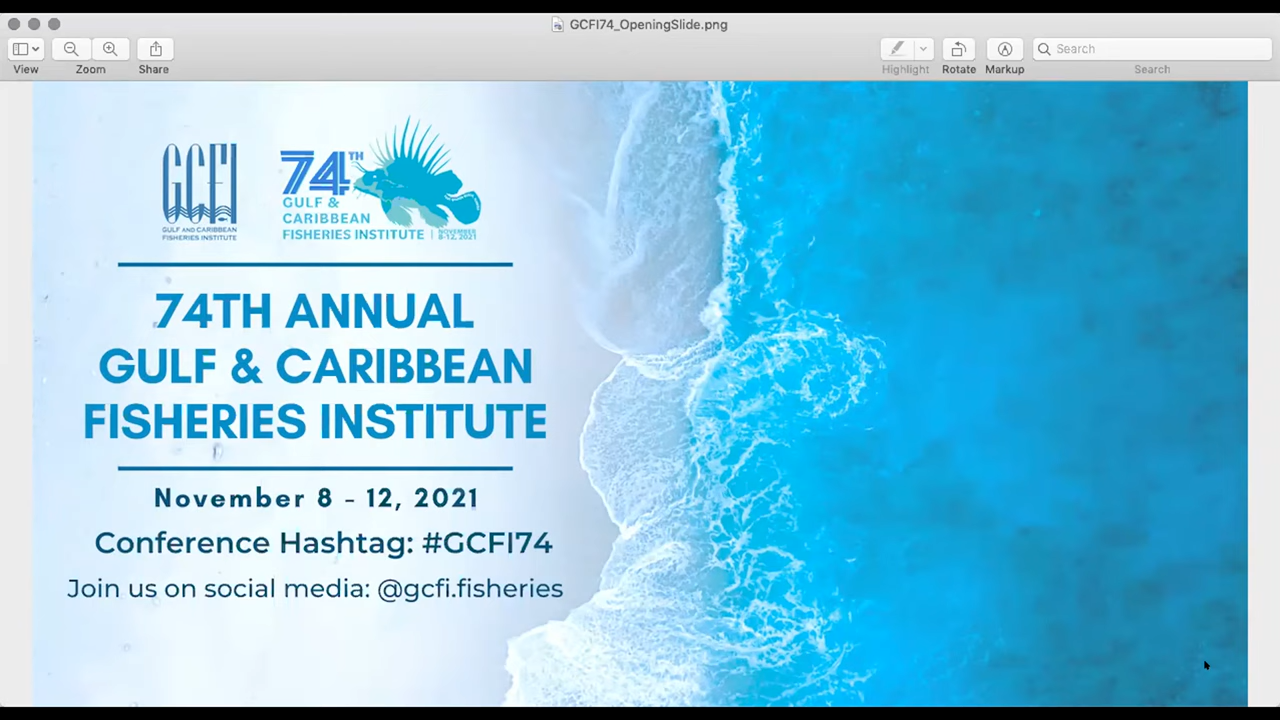 GCFI74_OpeningSlide.png
View
Zoom
Share
Highlight
Rotate
Markup
Search
Search
GCFI
GULF AND CARIBBEAN
FISHERIES INSTITUTE
74TH
GULF &
CARIBBEAN
FISHERIES INSTITUTE
NOVEMBER
8-12, 2021
74TH ANNUAL
GULF & CARIBBEAN
FISHERIES INSTITUTE
November 8 - 12, 2021
Conference Hashtag: #GCFI74
Join us on social media: @gcfi.fisheries